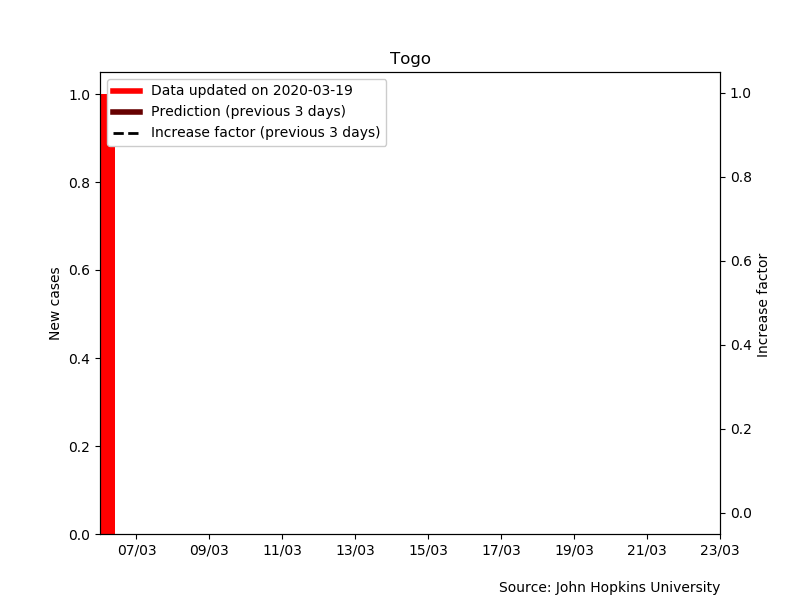 Togo
Data updated on 2020-03-19
Prediction (previous 3 days)
Increase factor (previous 3 days)
1.0
0.8
0.6
0.4
0.2
0.0
New cases
1.0
0.8
0.6
0.4
0.2
0.0
Increase factor
07/03 09/03 11/03 13/03 15/03 17/03 19/03 21/03 23/03
Source: John Hopkins University